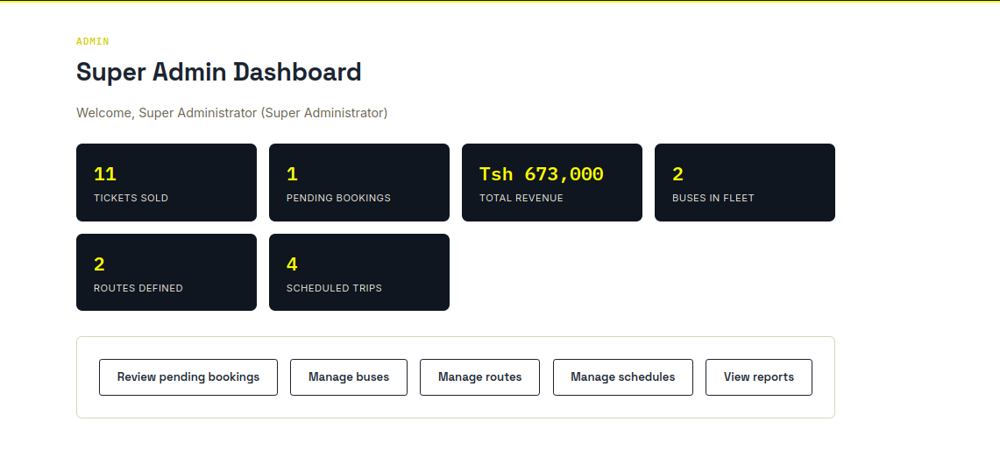 ADMIN
Super Admin Dashboard
Welcome, Super Administrator (Super Administrator)
11
TICKETS SOLD
1
PENDING BOOKINGS
Tsh 673,000
TOTAL REVENUE
2
BUSES IN FLEET
2
ROUTES DEFINED
4
SCHEDULED TRIPS
Review pending bookings
Manage buses
Manage routes
Manage schedules
View reports